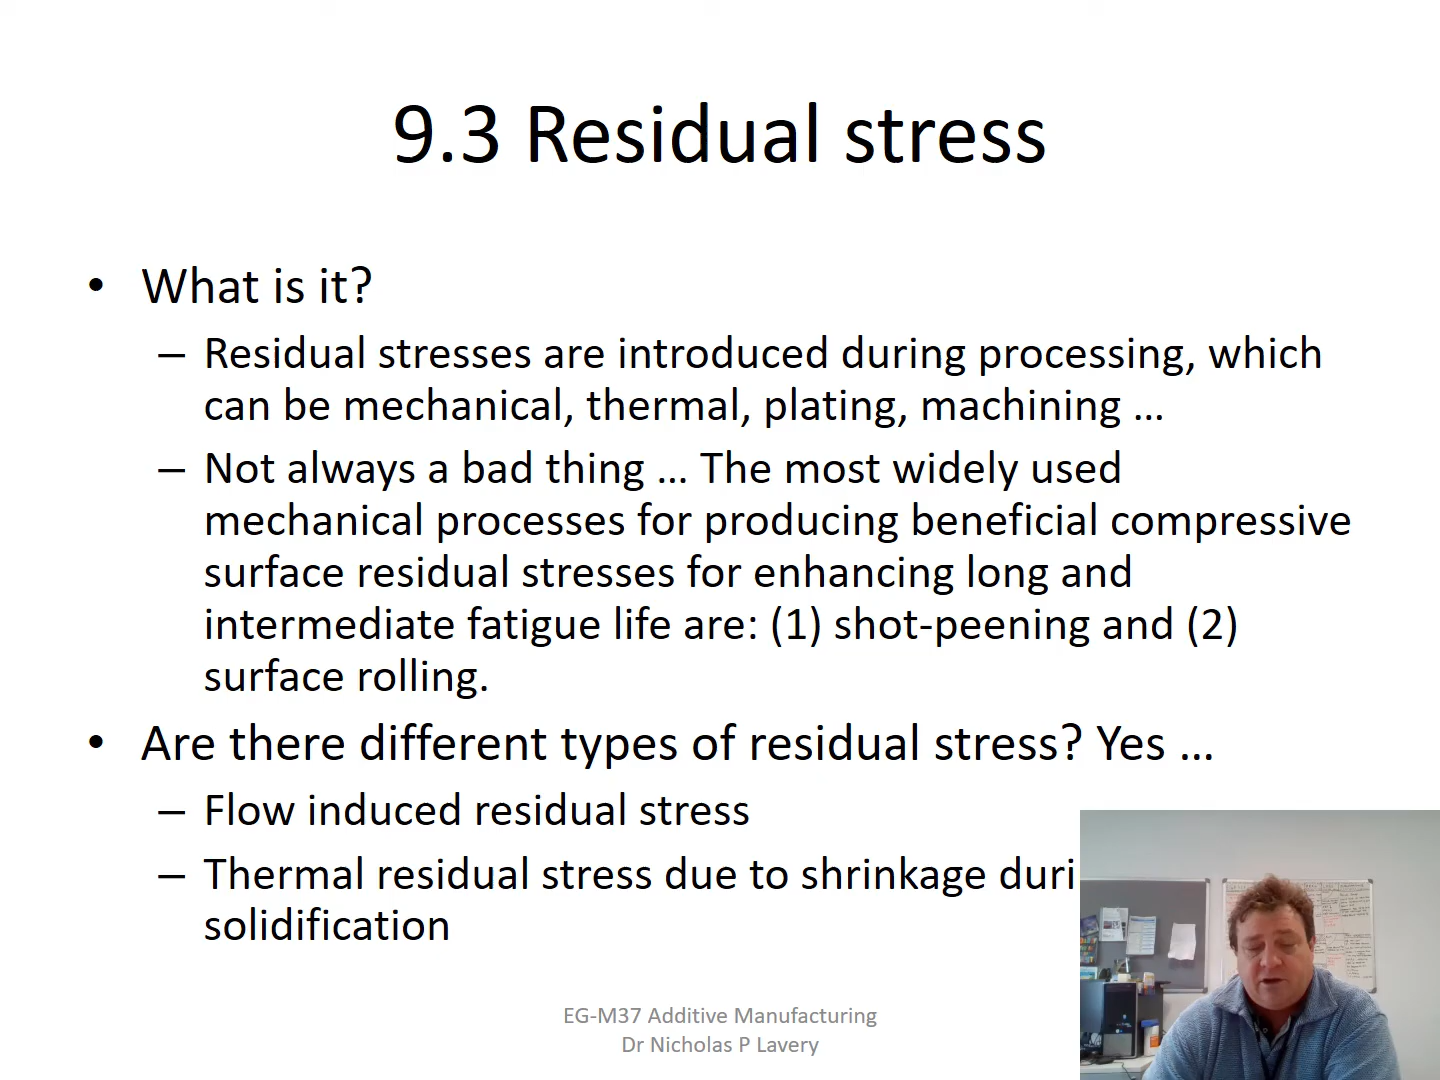 9.3 Residual stress
• What is it?
– Residual stresses are introduced during processing, which
can be mechanical, thermal, plating, machining ...
– Not always a bad thing ... The most widely used
mechanical processes for producing beneficial compressive
surface residual stresses for enhancing long and
intermediate fatigue life are: (1) shot-peening and (2)
surface rolling.
• Are there different types of residual stress? Yes ...
– Flow induced residual stress
– Thermal residual stress due to shrinkage duri
solidification
EG-M37 Additive Manufacturing
Dr Nicholas P Lavery